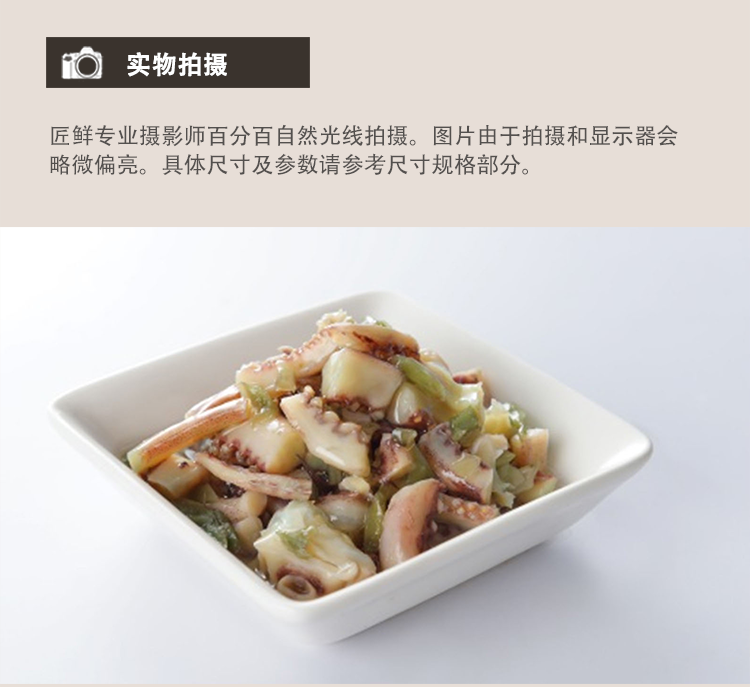 实物拍摄
匠鲜专业摄影师百分百自然光线拍摄。图片由于拍摄和显示器会
略微偏亮。具体尺寸及参数请参考尺寸规格部分。